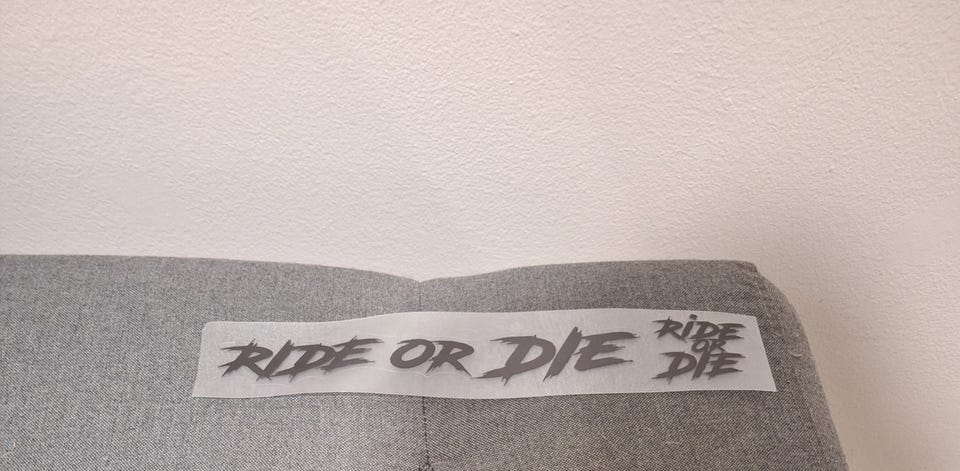 RIDE OR DIE
RiDE
OR
DIE